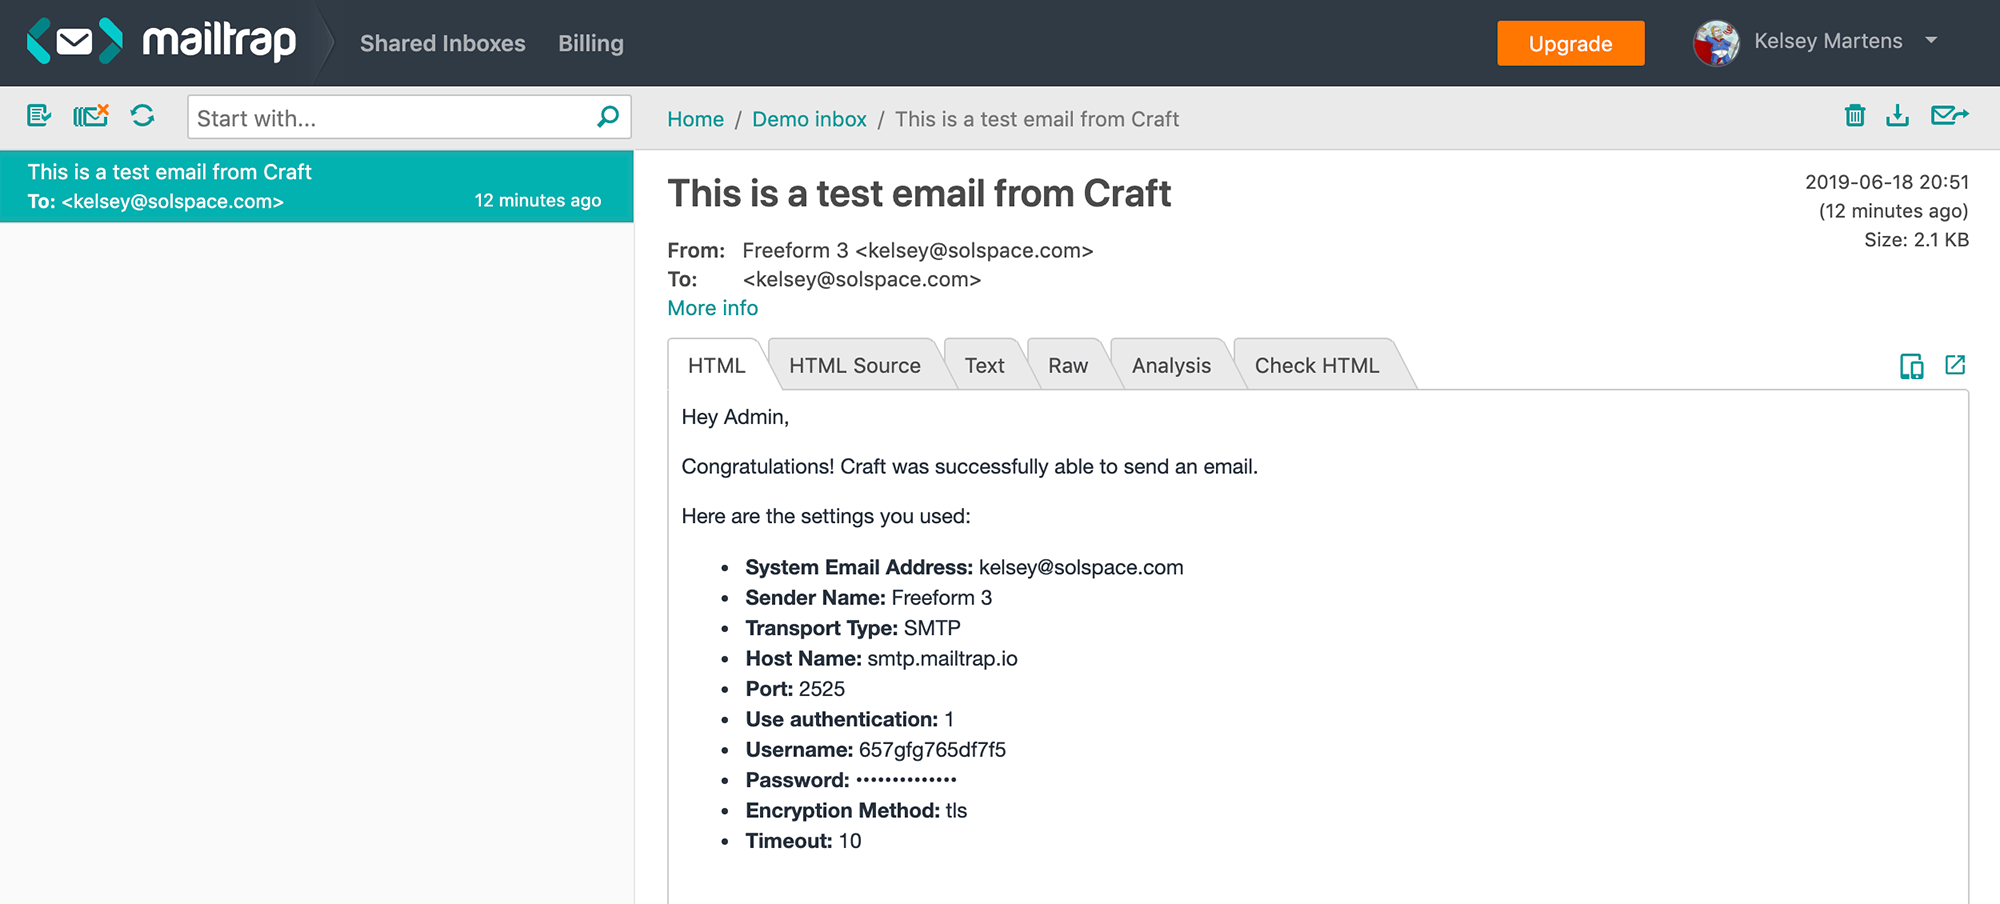 mailtrap
Shared Inboxes
Billing
Upgrade
Kelsey Martens
Start with...
Home / Demo inbox / This is a test email from Craft
This is a test email from Craft
To: <kelsey@solspace.com>
12 minutes ago
This is a test email from Craft
2019-06-18 20:51
(12 minutes ago)
Size: 2.1 KB
From: Freeform 3 <kelsey@solspace.com>
To: <kelsey@solspace.com>
More info
HTML
HTML Source
Text
Raw
Analysis
Check HTML
Hey Admin,
Congratulations! Craft was successfully able to send an email.
Here are the settings you used:
• System Email Address: kelsey@solspace.com
• Sender Name: Freeform 3
• Transport Type: SMTP
• Host Name: smtp.mailtrap.io
• Port: 2525
• Use authentication: 1
• Username: 657gfg765df7f5
• Password: ••••••••••••••
• Encryption Method: tls
• Timeout: 10